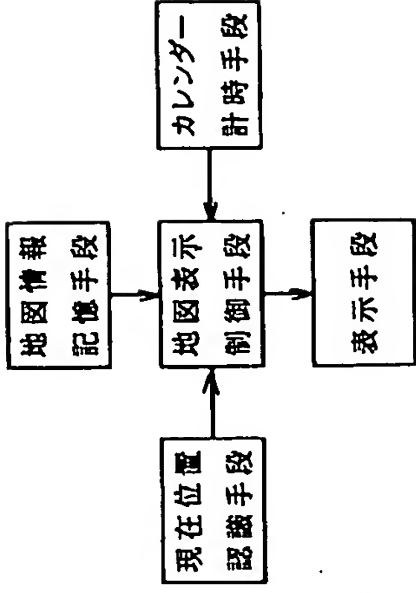 地図情報
記憶手段
現在位置
認識手段
地図表示
制御手段
カレンダー
計時手段
表示手段